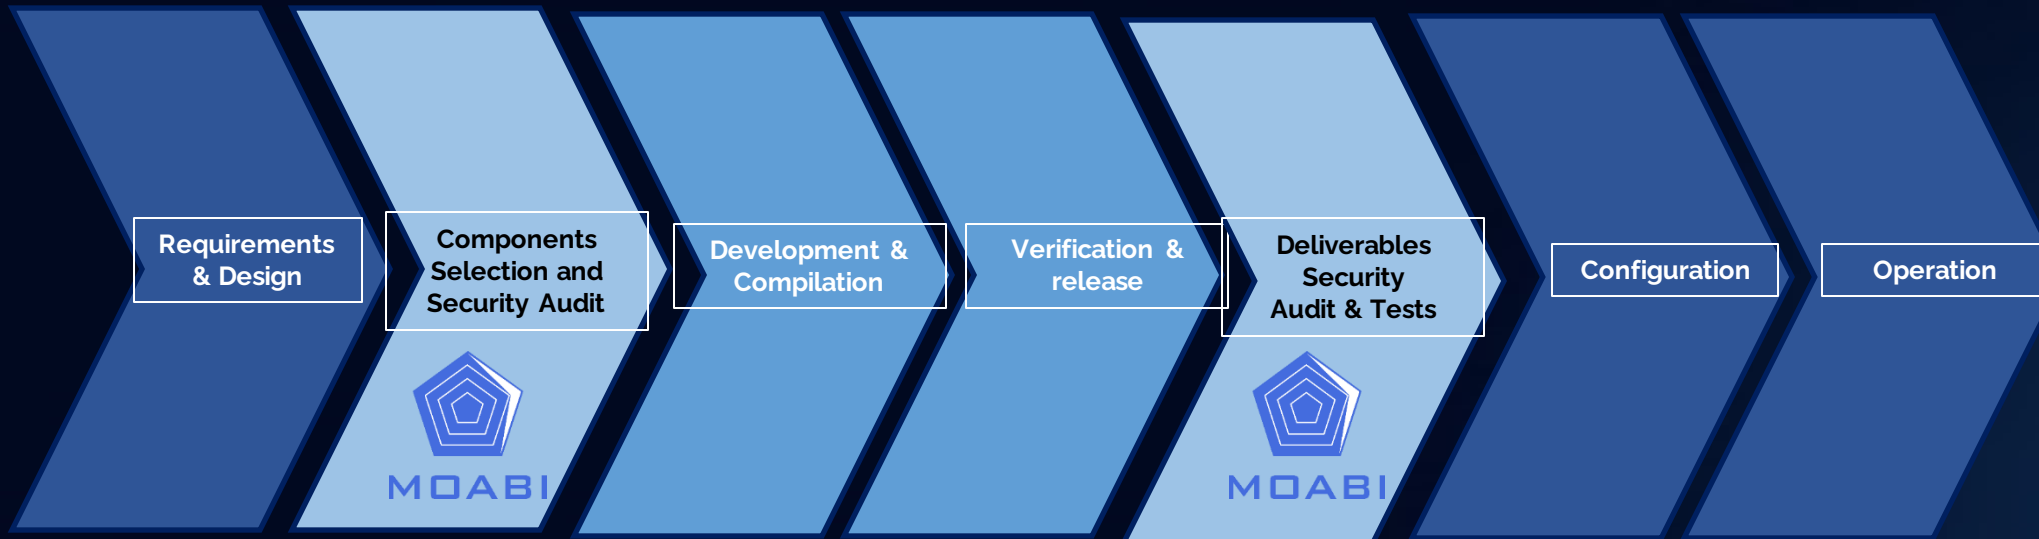 Requirements
& Design
Components
Selection and
Security Audit
MOABI
Development &
Compilation
Verification &
release
Deliverables
Security
Audit & Tests
MOABI
Configuration
Operation